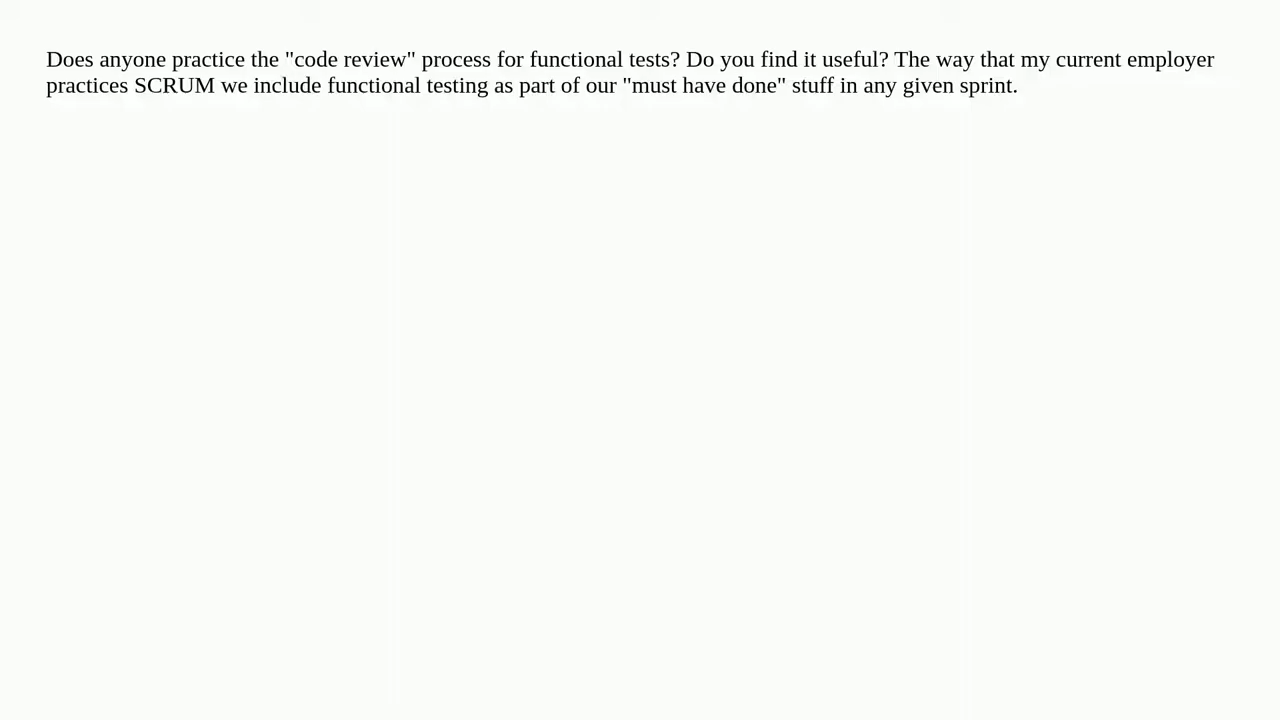 Does anyone practice the "code review" process for functional tests? Do you find it useful? The way that my current employer
practices SCRUM we include functional testing as part of our "must have done" stuff in any given sprint.